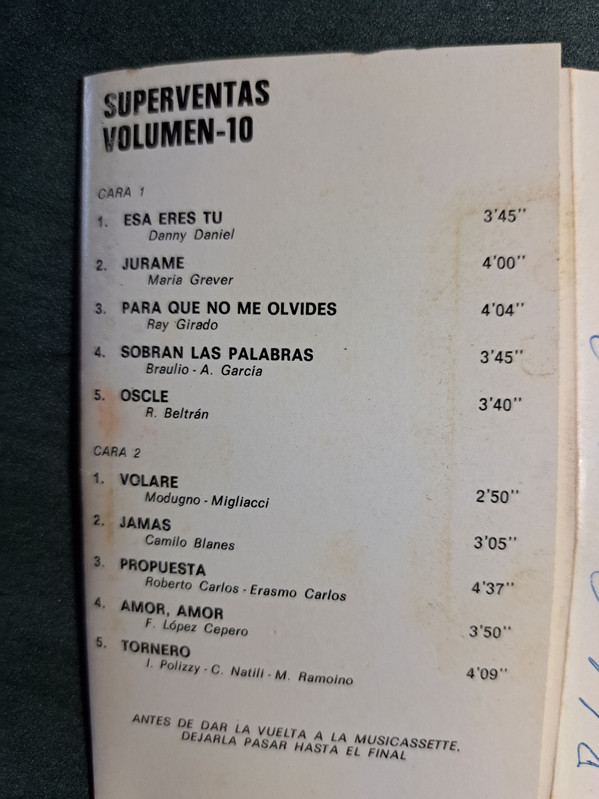 SUPERVENTAS
VOLUMEN-10
CARA 1
1. ESA ERES TU 3'45''
Danny Daniel
2. JURAME 4'00''
Maria Grever
3. PARA QUE NO ME OLVIDES 4'04''
Ray Girado
4. SOBRAN LAS PALABRAS 3'45''
Braulio - A. García
5. OSCLE 3'40''
R. Beltrán
CARA 2
1. VOLARE 2'50''
Modugno - Migliacci
2. JAMAS 3'05''
Camilo Blanes
3. PROPUESTA 4'37''
Roberto Carlos - Erasmo Carlos
4. AMOR, AMOR 3'50''
F. López Cepero
5. TORNERO 4'09''
I. Polizzy - C. Natili - M. Ramoino
ANTES DE DAR LA VUELTA A LA MUSICASSETTE,
DEJARLA PASAR HASTA EL FINAL